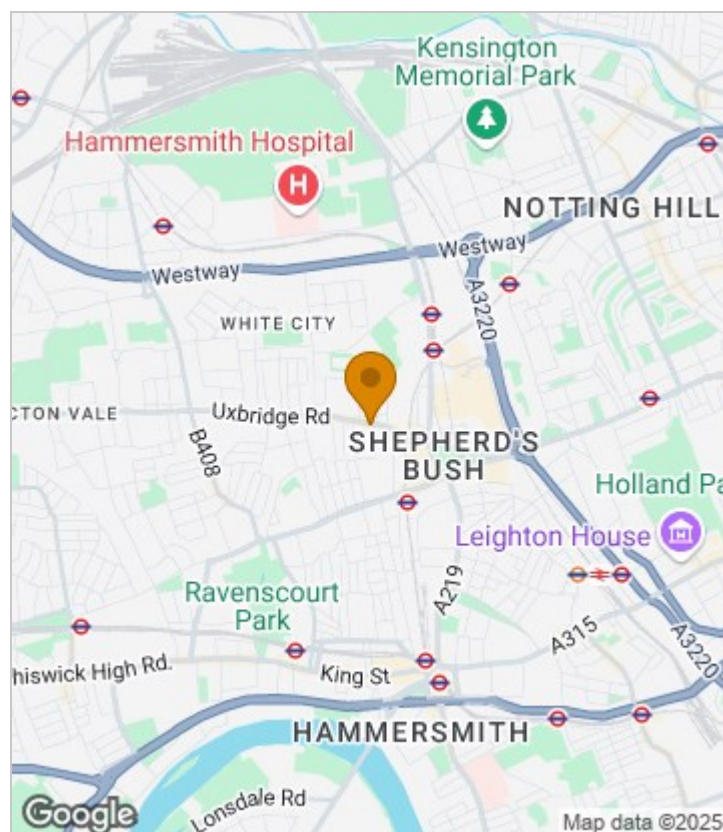 Kensington
Memorial Park
Hammersmith Hospital
H
NOTTING HILL
Westway
Westway
A3220
WHITE CITY
CTON VALE
Uxbridge Rd
B408
SHEPHERD'S
BUSH
Holland Pa
Leighton House
A219
Ravenscourt
Park
A315
A3220
hiswick High Rd.
King St
HAMMERSMITH
Lonsdale Rd
Google
Map data ©2025